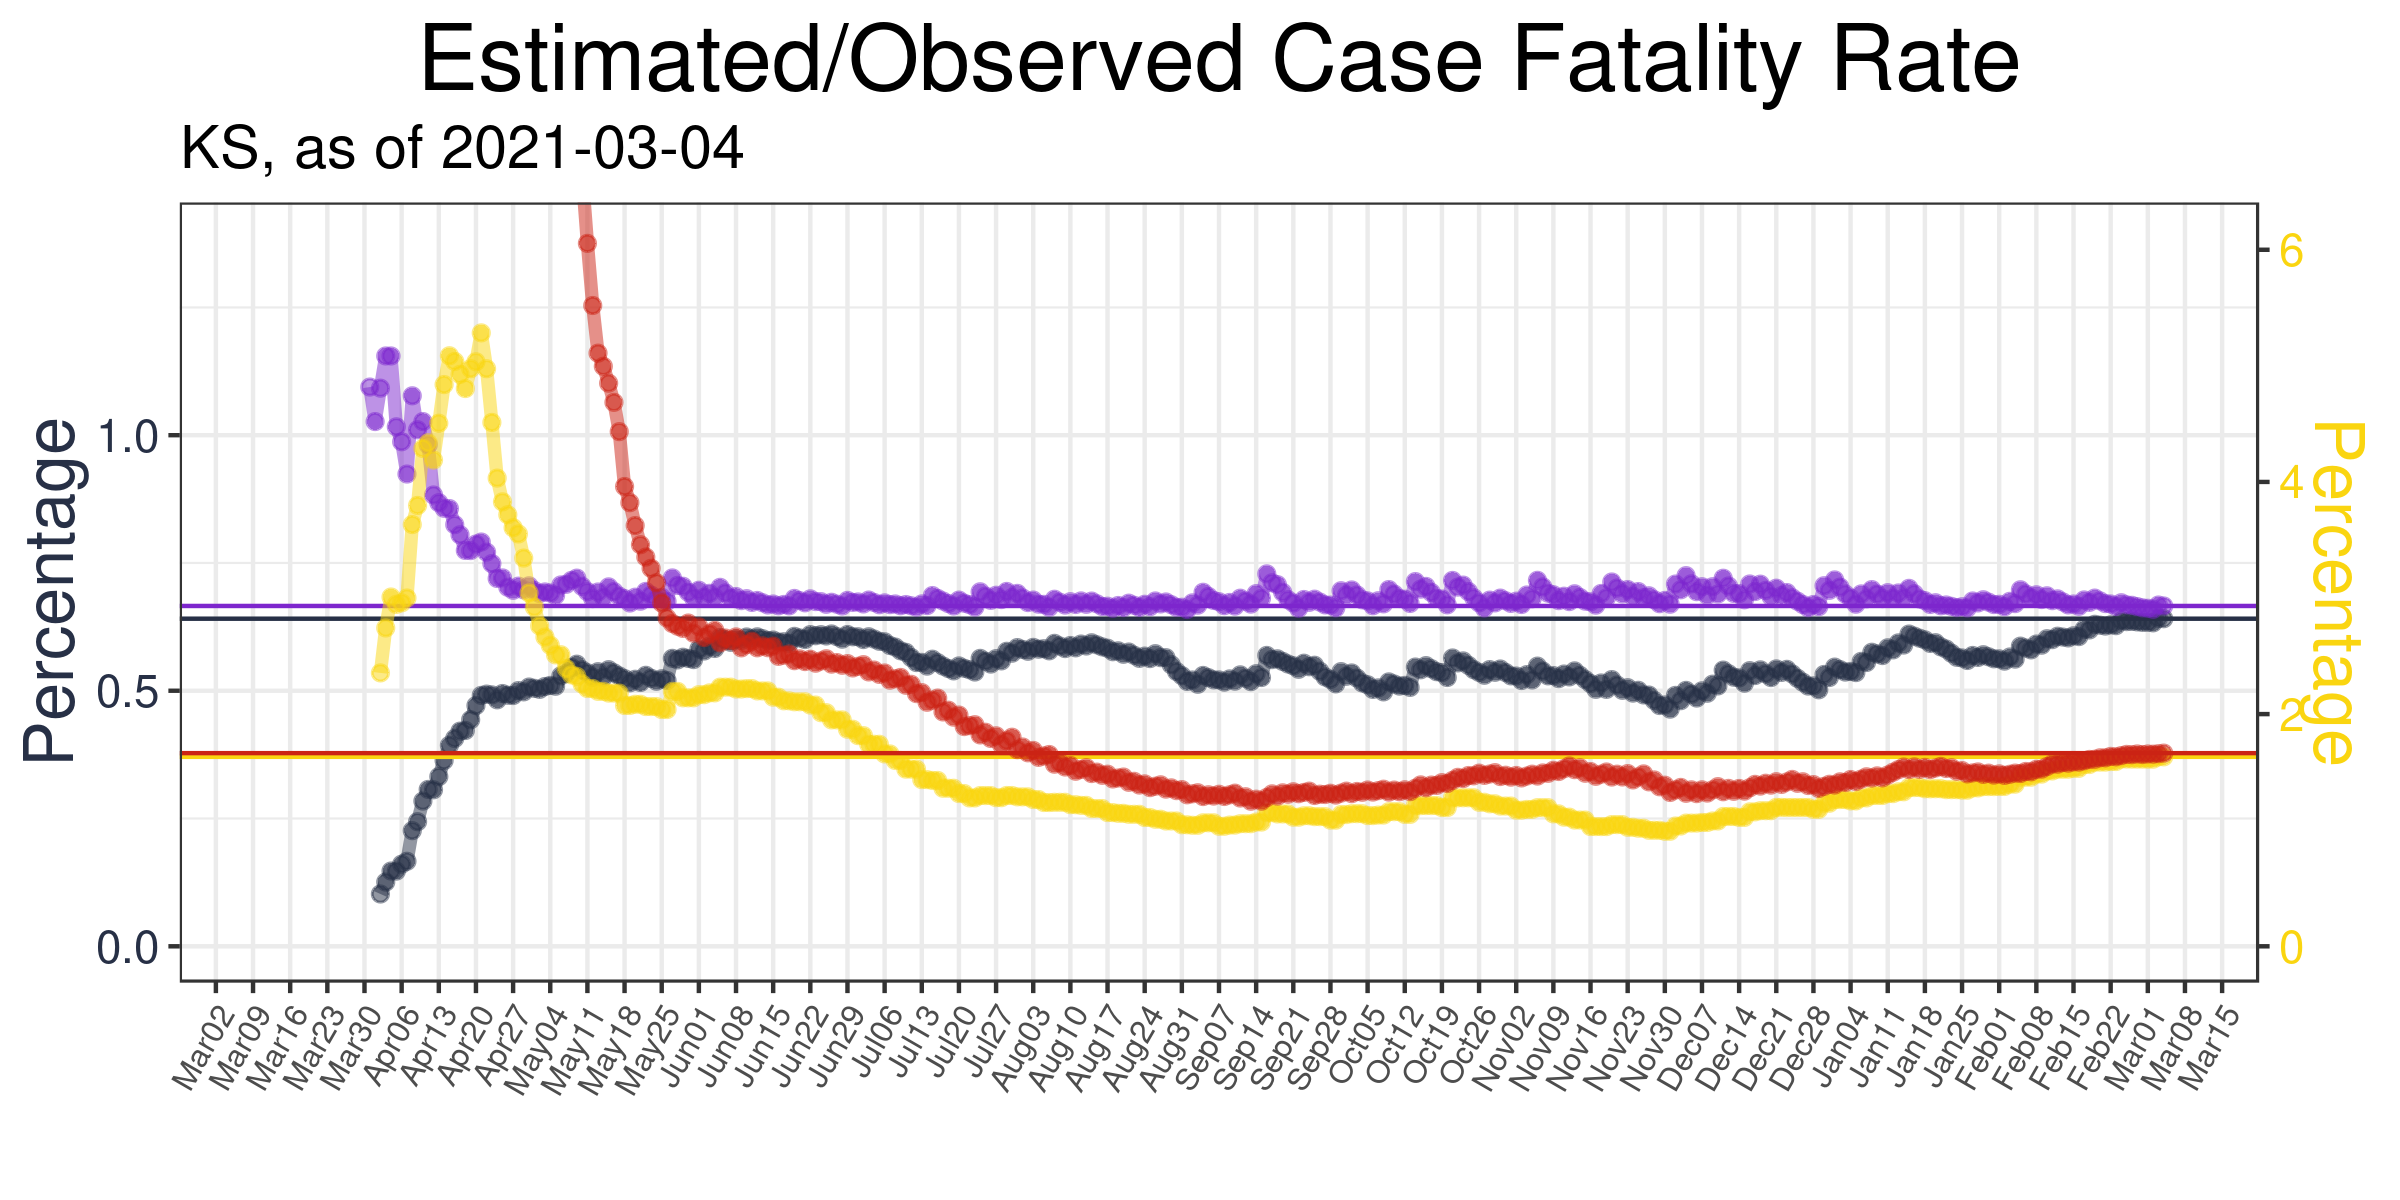 Estimated/Observed Case Fatality Rate
KS, as of 2021-03-04
Percentage
1.0
0.5
0.0
6
4
2
0
Percentage
Mar02 Mar09 Mar16 Mar23 Mar30 Apr06 Apr13 Apr20 Apr27 May04 May11 May18 May25 Jun01 Jun08 Jun15 Jun22 Jun29 Jul06 Jul13 Jul20 Jul27 Aug03 Aug10 Aug17 Aug24 Aug31 Sep07 Sep14 Sep21 Sep28 Oct05 Oct12 Oct19 Oct26 Nov02 Nov09 Nov16 Nov23 Nov30 Dec07 Dec14 Dec21 Dec28 Jan04 Jan11 Jan18 Jan25 Feb01 Feb08 Feb15 Feb22 Mar01 Mar08 Mar15